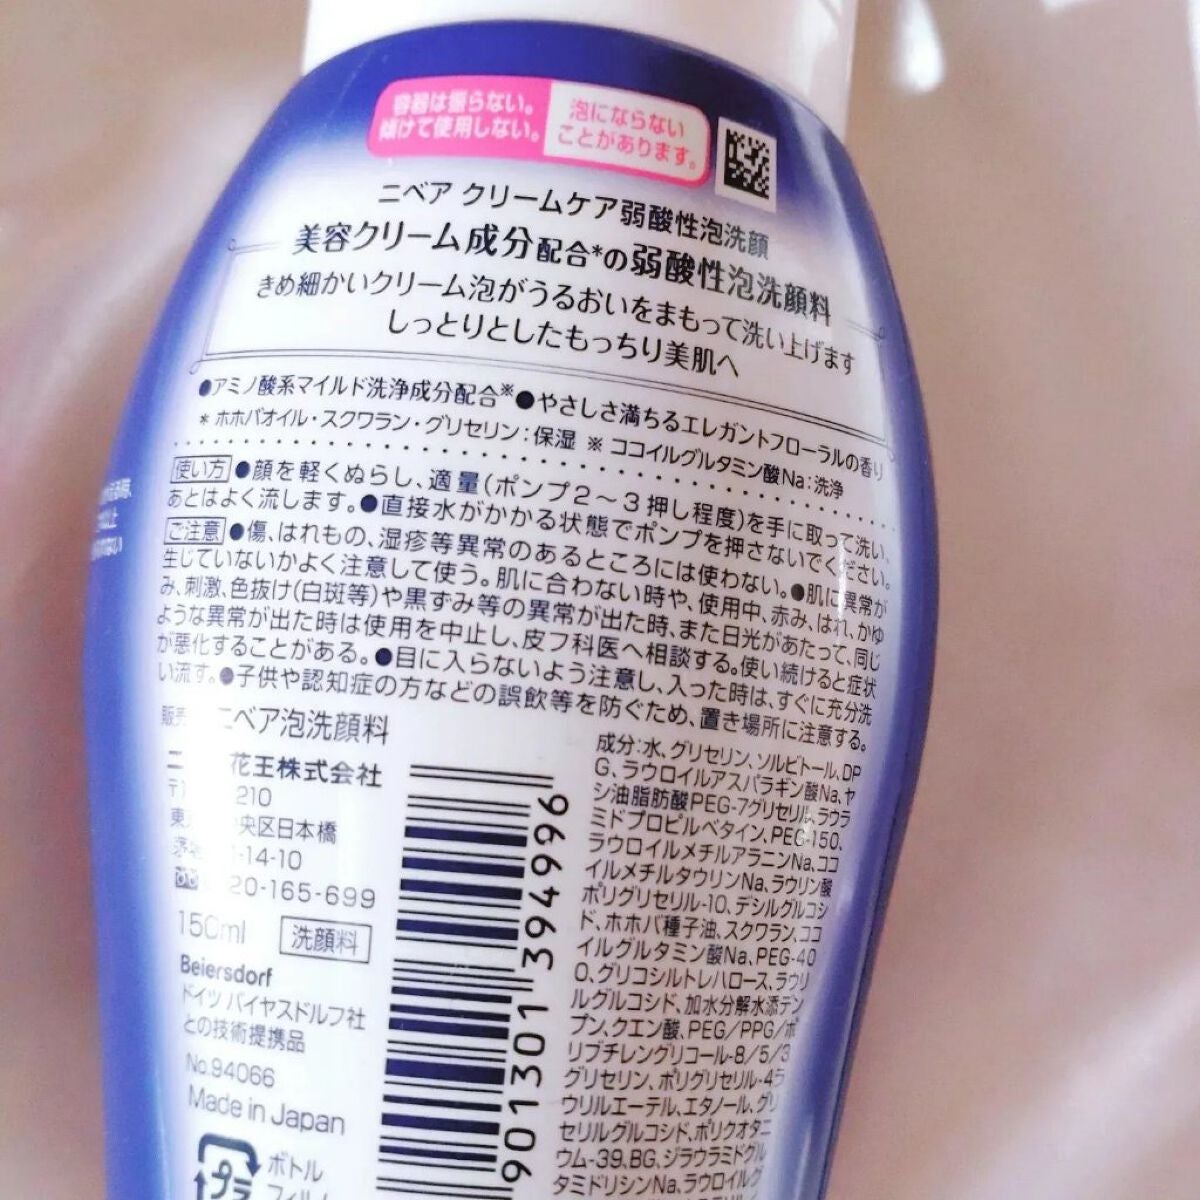 容器は振らない。
傾けて使用しない。
泡にならない
ことがあります。
ニベア クリームケア弱酸性泡洗顔
美容クリーム成分配合*の弱酸性泡洗顔料
きめ細かいクリーム泡がうるおいをまもって洗い上げます
しっとりとしたもっちり美肌へ
●アミノ酸系マイルド洗浄成分配合※●やさしさ満ちるエレガントフローラルの香り
* ホホバオイル・スクワラン・グリセリン：保湿 ※ ココイルグルタミン酸Na：洗浄
使い方 ●顔を軽くぬらし、適量（ポンプ2〜3押し程度）を手に取って洗い、
あとはよく流します。●直接水がかかる状態でポンプを押さないでください。
ご注意 ●傷、はれもの、湿疹等異常のあるところには使わない。●肌に異常が
生じていないかよく注意して使う。肌に合わない時や、使用中、赤み、はれ、かゆ
み、刺激、色抜け（白斑等）や黒ずみ等の異常が出た時、また日光があたって、同じ
ような異常が出た時は使用を中止し、皮フ科医へ相談する。使い続けると症状
が悪化することがある。●目に入らないよう注意し、入った時は、すぐに充分洗
い流す。●子供や認知症の方などの誤飲等を防ぐため、置き場所に注意する。
ニベア泡洗顔料
販売
花王株式会社
210
央区日本橋
1-14-10
20-165-699
150ml 洗顔料
Beiersdorf
ドイツ バイヤスドルフ社
との技術提携品
No.94066
Made in Japan
プラ
ボトル
901301 394996
成分：水、グリセリン、ソルビトール、DP
G、ラウロイルアスパラギン酸Na、ヤ
シ油脂肪酸PEG-7グリセリル、ラウラ
ミドプロピルベタイン、PEG-150、
ラウロイルメチルアラニンNa、ココ
イルメチルタウリンNa、ラウリン酸
ポリグリセリル-10、デシルグルコシ
ド、ホホバ種子油、スクワラン、ココ
イルグルタミン酸Na、PEG-40
0、グリコシルトレハロース、ラウリ
ルグルコシド、加水分解水添デン
プン、クエン酸、PEG/PPG/ポ
リブチレングリコール-8/5/3
グリセリン、ポリグリセリル-4ラ
ウリルエーテル、エタノール、グリ
セリルグルコシド、ポリクオタニ
ウム-39、BG、ジラウラミドグル
タミドリシンNa、ラウロイルグ